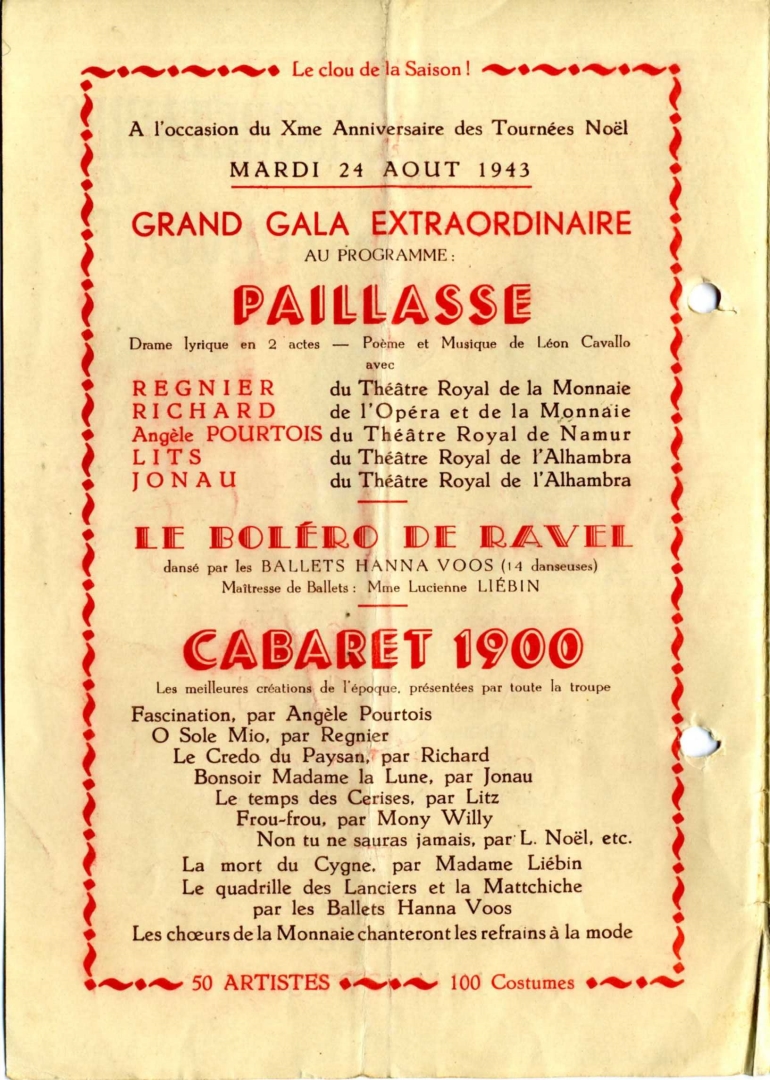 Le clou de la Saison !
A l'occasion du Xme Anniversaire des Tournées Noël
MARDI 24 AOUT 1943
GRAND GALA EXTRAORDINAIRE
AU PROGRAMME :
PAILLASSE
Drame lyrique en 2 actes — Poème et Musique de Léon Cavallo
avec
REGNIER du Théâtre Royal de la Monnaie
RICHARD de l'Opéra et de la Monnaie
Angèle POURTOIS du Théâtre Royal de Namur
LITS du Théâtre Royal de l'Alhambra
JONAU du Théâtre Royal de l'Alhambra
LE BOLÉRO DE RAVEL
dansé par les BALLETS HANNA VOOS (14 danseuses)
Maîtresse de Ballets : Mme Lucienne LIÉBIN
CABARET 1900
Les meilleures créations de l'époque, présentées par toute la troupe
Fascination, par Angèle Pourtois
O Sole Mio, par Regnier
Le Credo du Paysan, par Richard
Bonsoir Madame la Lune, par Jonau
Le temps des Cerises, par Litz
Frou-frou, par Mony Willy
Non tu ne sauras jamais, par L. Noël, etc.
La mort du Cygne, par Madame Liébin
Le quadrille des Lanciers et la Mattchiche
par les Ballets Hanna Voos
Les chœurs de la Monnaie chanteront les refrains à la mode
50 ARTISTES 100 Costumes